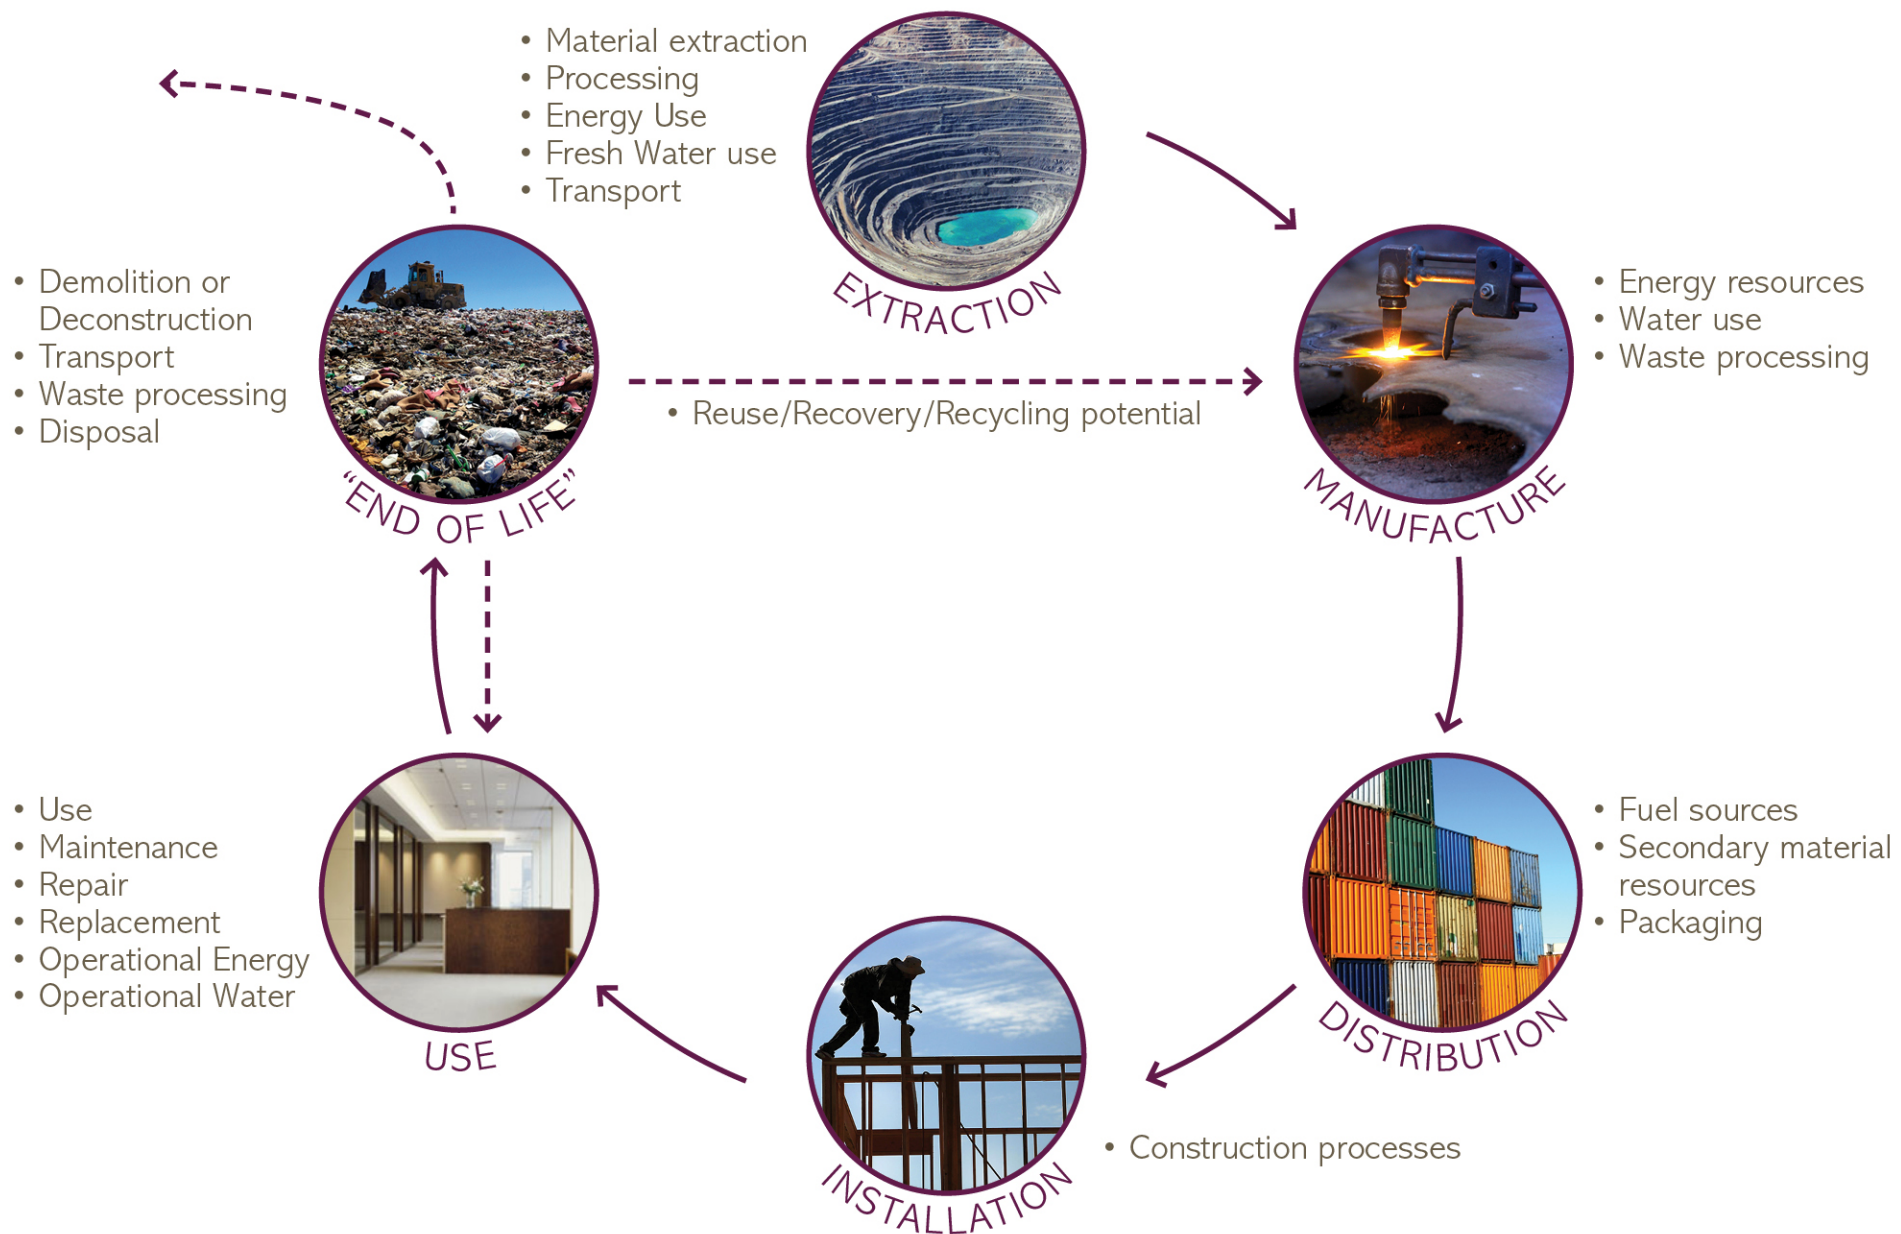 • Material extraction
• Processing
• Energy Use
• Fresh Water use
• Transport
EXTRACTION
• Energy resources
• Water use
• Waste processing
MANUFACTURE
• Reuse/Recovery/Recycling potential
• Demolition or
Deconstruction
• Transport
• Waste processing
• Disposal
“END OF LIFE”
• Fuel sources
• Secondary material
resources
• Packaging
DISTRIBUTION
• Use
• Maintenance
• Repair
• Replacement
• Operational Energy
• Operational Water
USE
• Construction processes
INSTALLATION